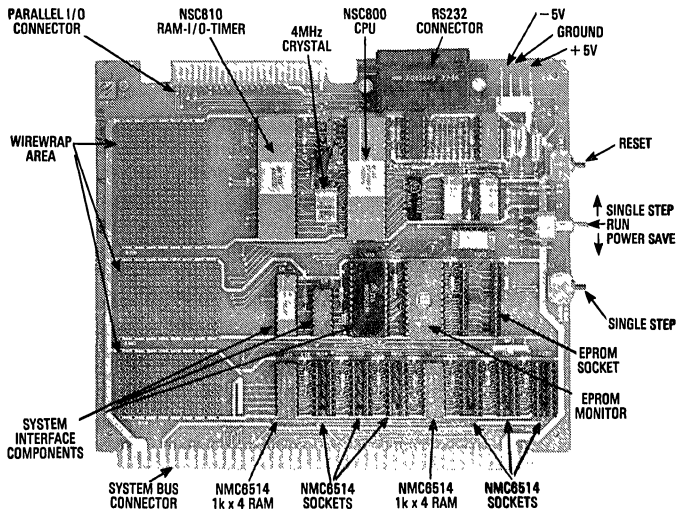 PARALLEL I/O
CONNECTOR
NSC810
RAM-I/O-TIMER
4MHz
CRYSTAL
NSC800
CPU
RS232
CONNECTOR
– 5V
GROUND
+ 5V
WIREWRAP
AREA
RESET
SINGLE STEP
RUN
POWER SAVE
SINGLE STEP
EPROM
SOCKET
EPROM
MONITOR
SYSTEM
INTERFACE
COMPONENTS
SYSTEM BUS
CONNECTOR
NMC6514
1k x 4 RAM
NMC6514
SOCKETS
NMC6514
1k x 4 RAM
NMC6514
SOCKETS